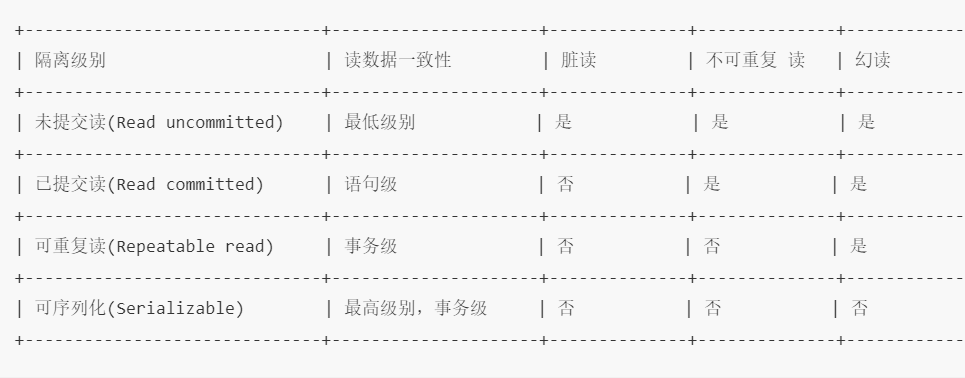 +------------------------------+---------------------+--------------+--------------+-------------
| 隔离级别 | 读数据一致性 | 脏读 | 不可重复 读 | 幻读
+------------------------------+---------------------+--------------+--------------+-------------
| 未提交读(Read uncommitted) | 最低级别 | 是 | 是 | 是
+------------------------------+---------------------+--------------+--------------+-------------
| 已提交读(Read committed) | 语句级 | 否 | 是 | 是
+------------------------------+---------------------+--------------+--------------+-------------
| 可重复读(Repeatable read) | 事务级 | 否 | 否 | 是
+------------------------------+---------------------+--------------+--------------+-------------
| 可序列化(Serializable) | 最高级别，事务级 | 否 | 否 | 否
+------------------------------+---------------------+--------------+--------------+-------------